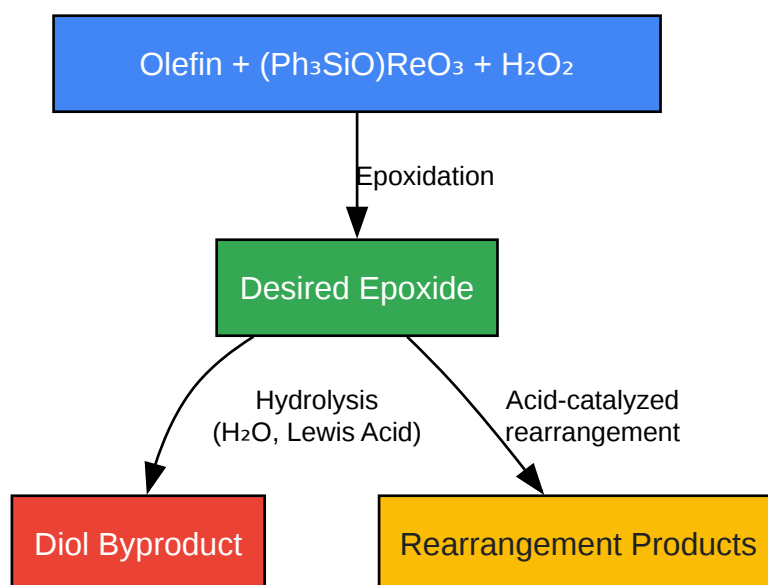 Olefin + (Ph₃SiO)ReO₃ + H₂O₂
Epoxidation
Desired Epoxide
Hydrolysis
(H₂O, Lewis Acid)
Acid-catalyzed
rearrangement
Diol Byproduct
Rearrangement Products